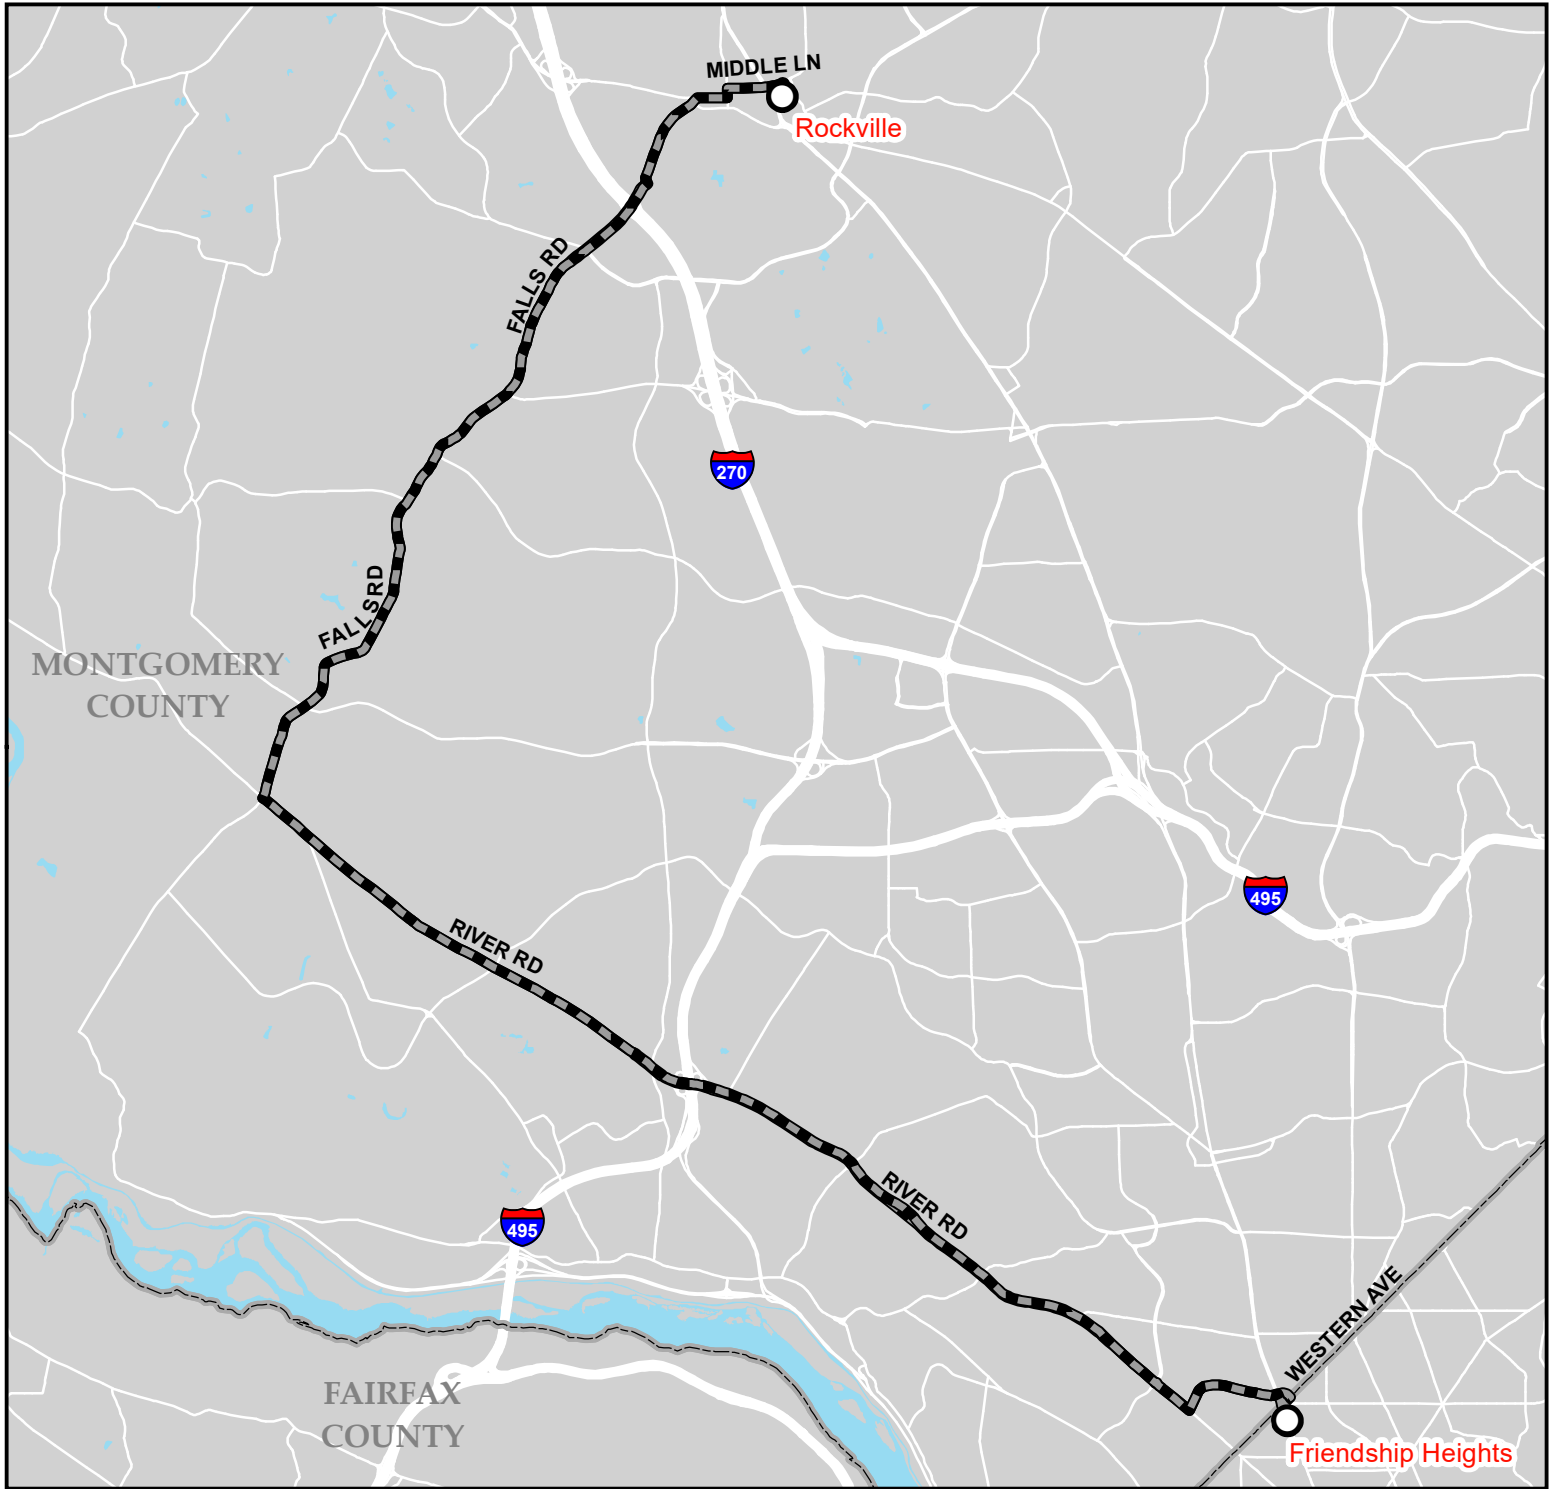 MIDDLE LN
Rockville
FALLS RD
270
FALLS RD
MONTGOMERY
COUNTY
495
RIVER RD
RIVER RD
495
WESTERN AVE
FAIRFAX
COUNTY
Friendship Heights